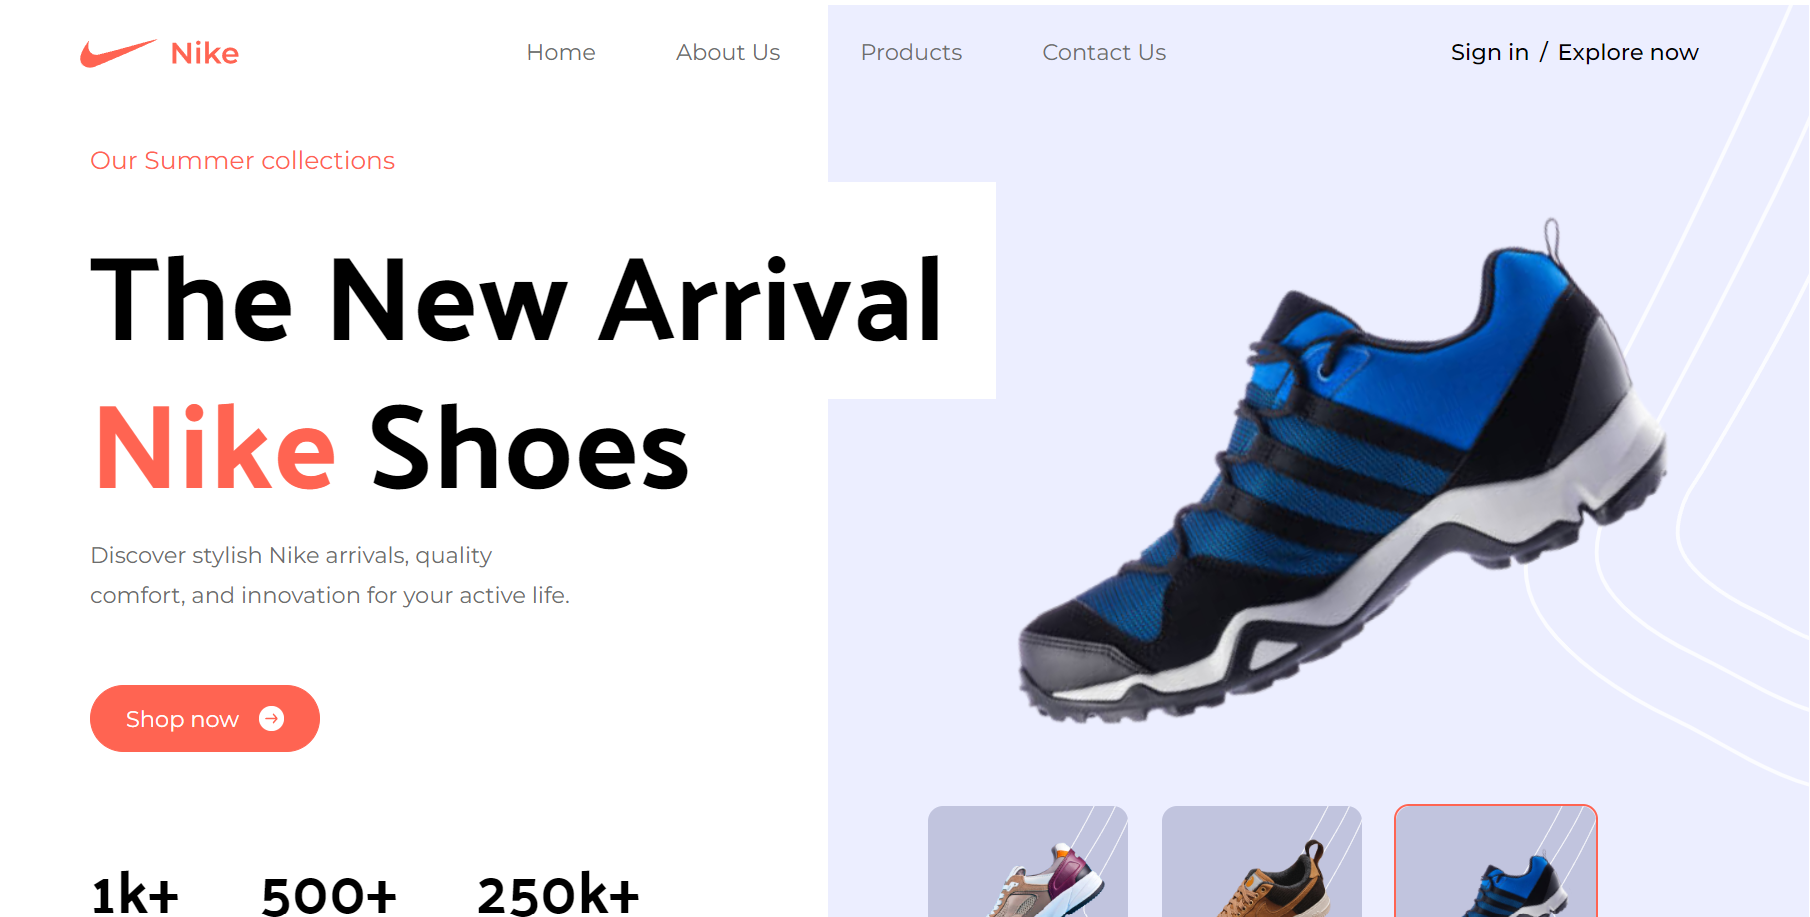 Nike
Home
About Us
Products
Contact Us
Sign in / Explore now
Our Summer collections
The New Arrival
Nike Shoes
Discover stylish Nike arrivals, quality
comfort, and innovation for your active life.
Shop now
1k+
500+
250k+